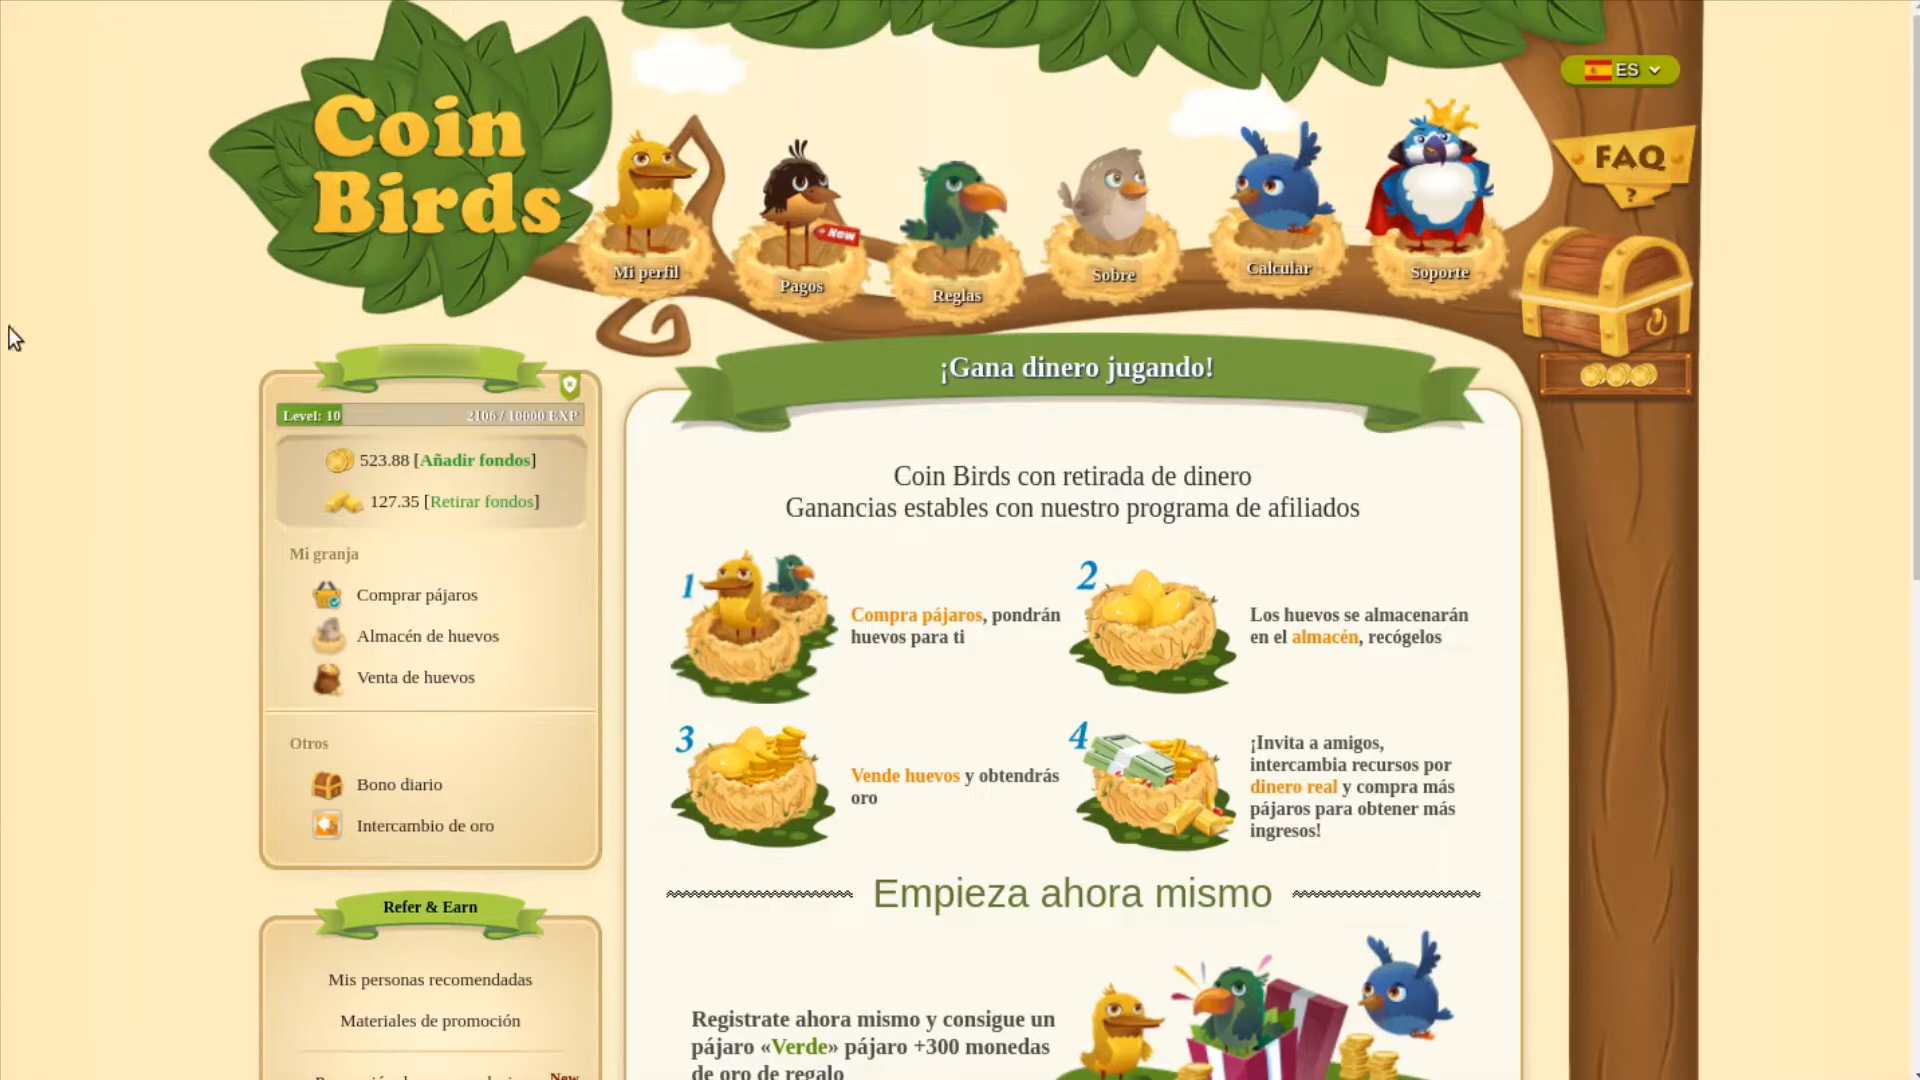 Coin
Birds
ES
FAQ
?
Mi perfil
New
Pagos
Reglas
Sobre
Calcular
Soporte
¡Gana dinero jugando!
Level: 10
2106 / 10000 EXP
523.88 [Añadir fondos]
127.35 [Retirar fondos]
Mi granja
Comprar pájaros
Almacén de huevos
Venta de huevos
Otros
Bono diario
Intercambio de oro
Refer & Earn
Mis personas recomendadas
Materiales de promoción
New
Coin Birds con retirada de dinero
Ganancias estables con nuestro programa de afiliados
1
Compra pájaros, pondrán
huevos para ti
2
Los huevos se almacenarán
en el almacén, recógelos
3
Vende huevos y obtendrás
oro
4
¡Invita a amigos,
intercambia recursos por
dinero real y compra más
pájaros para obtener más
ingresos!
Empieza ahora mismo
Registrate ahora mismo y consigue un
pájaro «Verde» pájaro +300 monedas
de oro de regalo